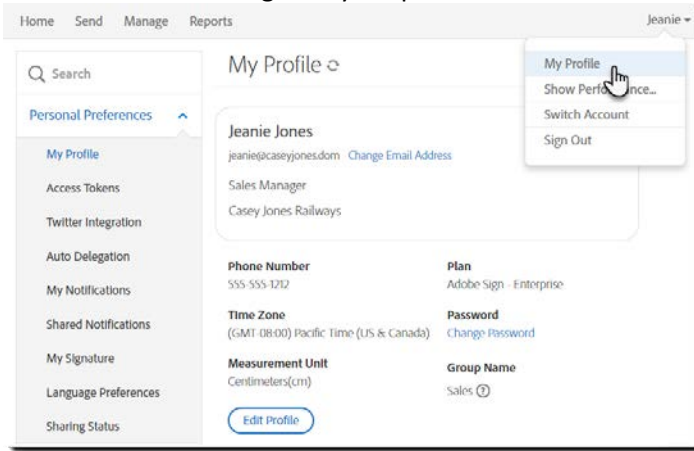 Home Send Manage Reports Jeanie
My Profile
Show Performance...
Switch Account
Sign Out
Search
Personal Preferences
My Profile
Access Tokens
Twitter Integration
Auto Delegation
My Notifications
Shared Notifications
My Signature
Language Preferences
Sharing Status
My Profile
Jeanie Jones
jeanie@caseyjones.dom Change Email Address
Sales Manager
Casey Jones Railways
Phone Number
555-555-1212
Plan
Adobe Sign - Enterprise
Time Zone
(GMT-08:00) Pacific Time (US & Canada)
Password
Change Password
Measurement Unit
Centimeters(cm)
Group Name
Sales
Edit Profile